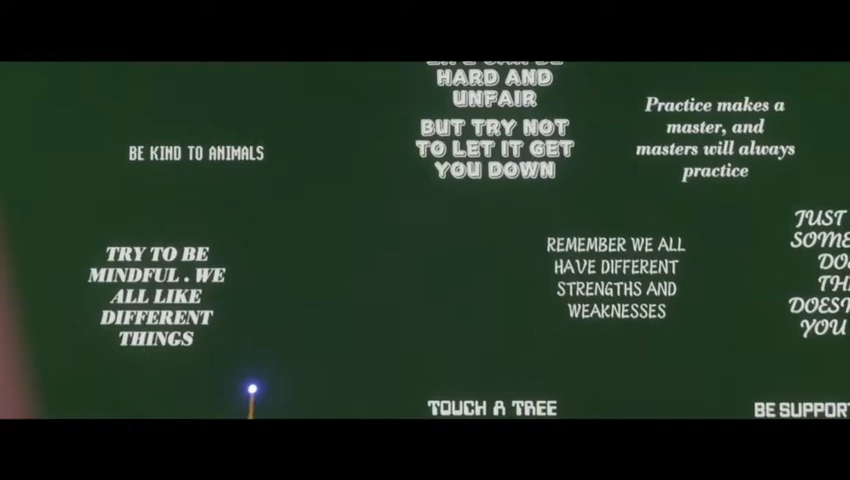 BE KIND TO ANIMALS
TRY TO BE
MINDFUL . WE
ALL LIKE
DIFFERENT
THINGS
HARD AND
UNFAIR
BUT TRY NOT
TO LET IT GET
YOU DOWN
Practice makes a
master, and
masters will always
practice
REMEMBER WE ALL
HAVE DIFFERENT
STRENGTHS AND
WEAKNESSES
JUST
YOU
TOUCH A TREE
BE